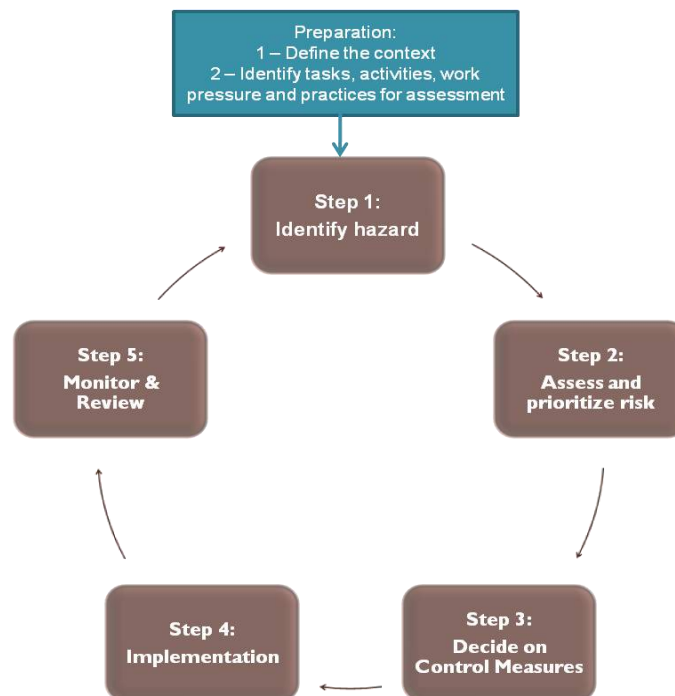 Preparation:
1 – Define the context
2 – Identify tasks, activities, work
pressure and practices for assessment
Step 1:
Identify hazard
Step 2:
Assess and
prioritize risk
Step 3:
Decide on
Control Measures
Step 4:
Implementation
Step 5:
Monitor &
Review